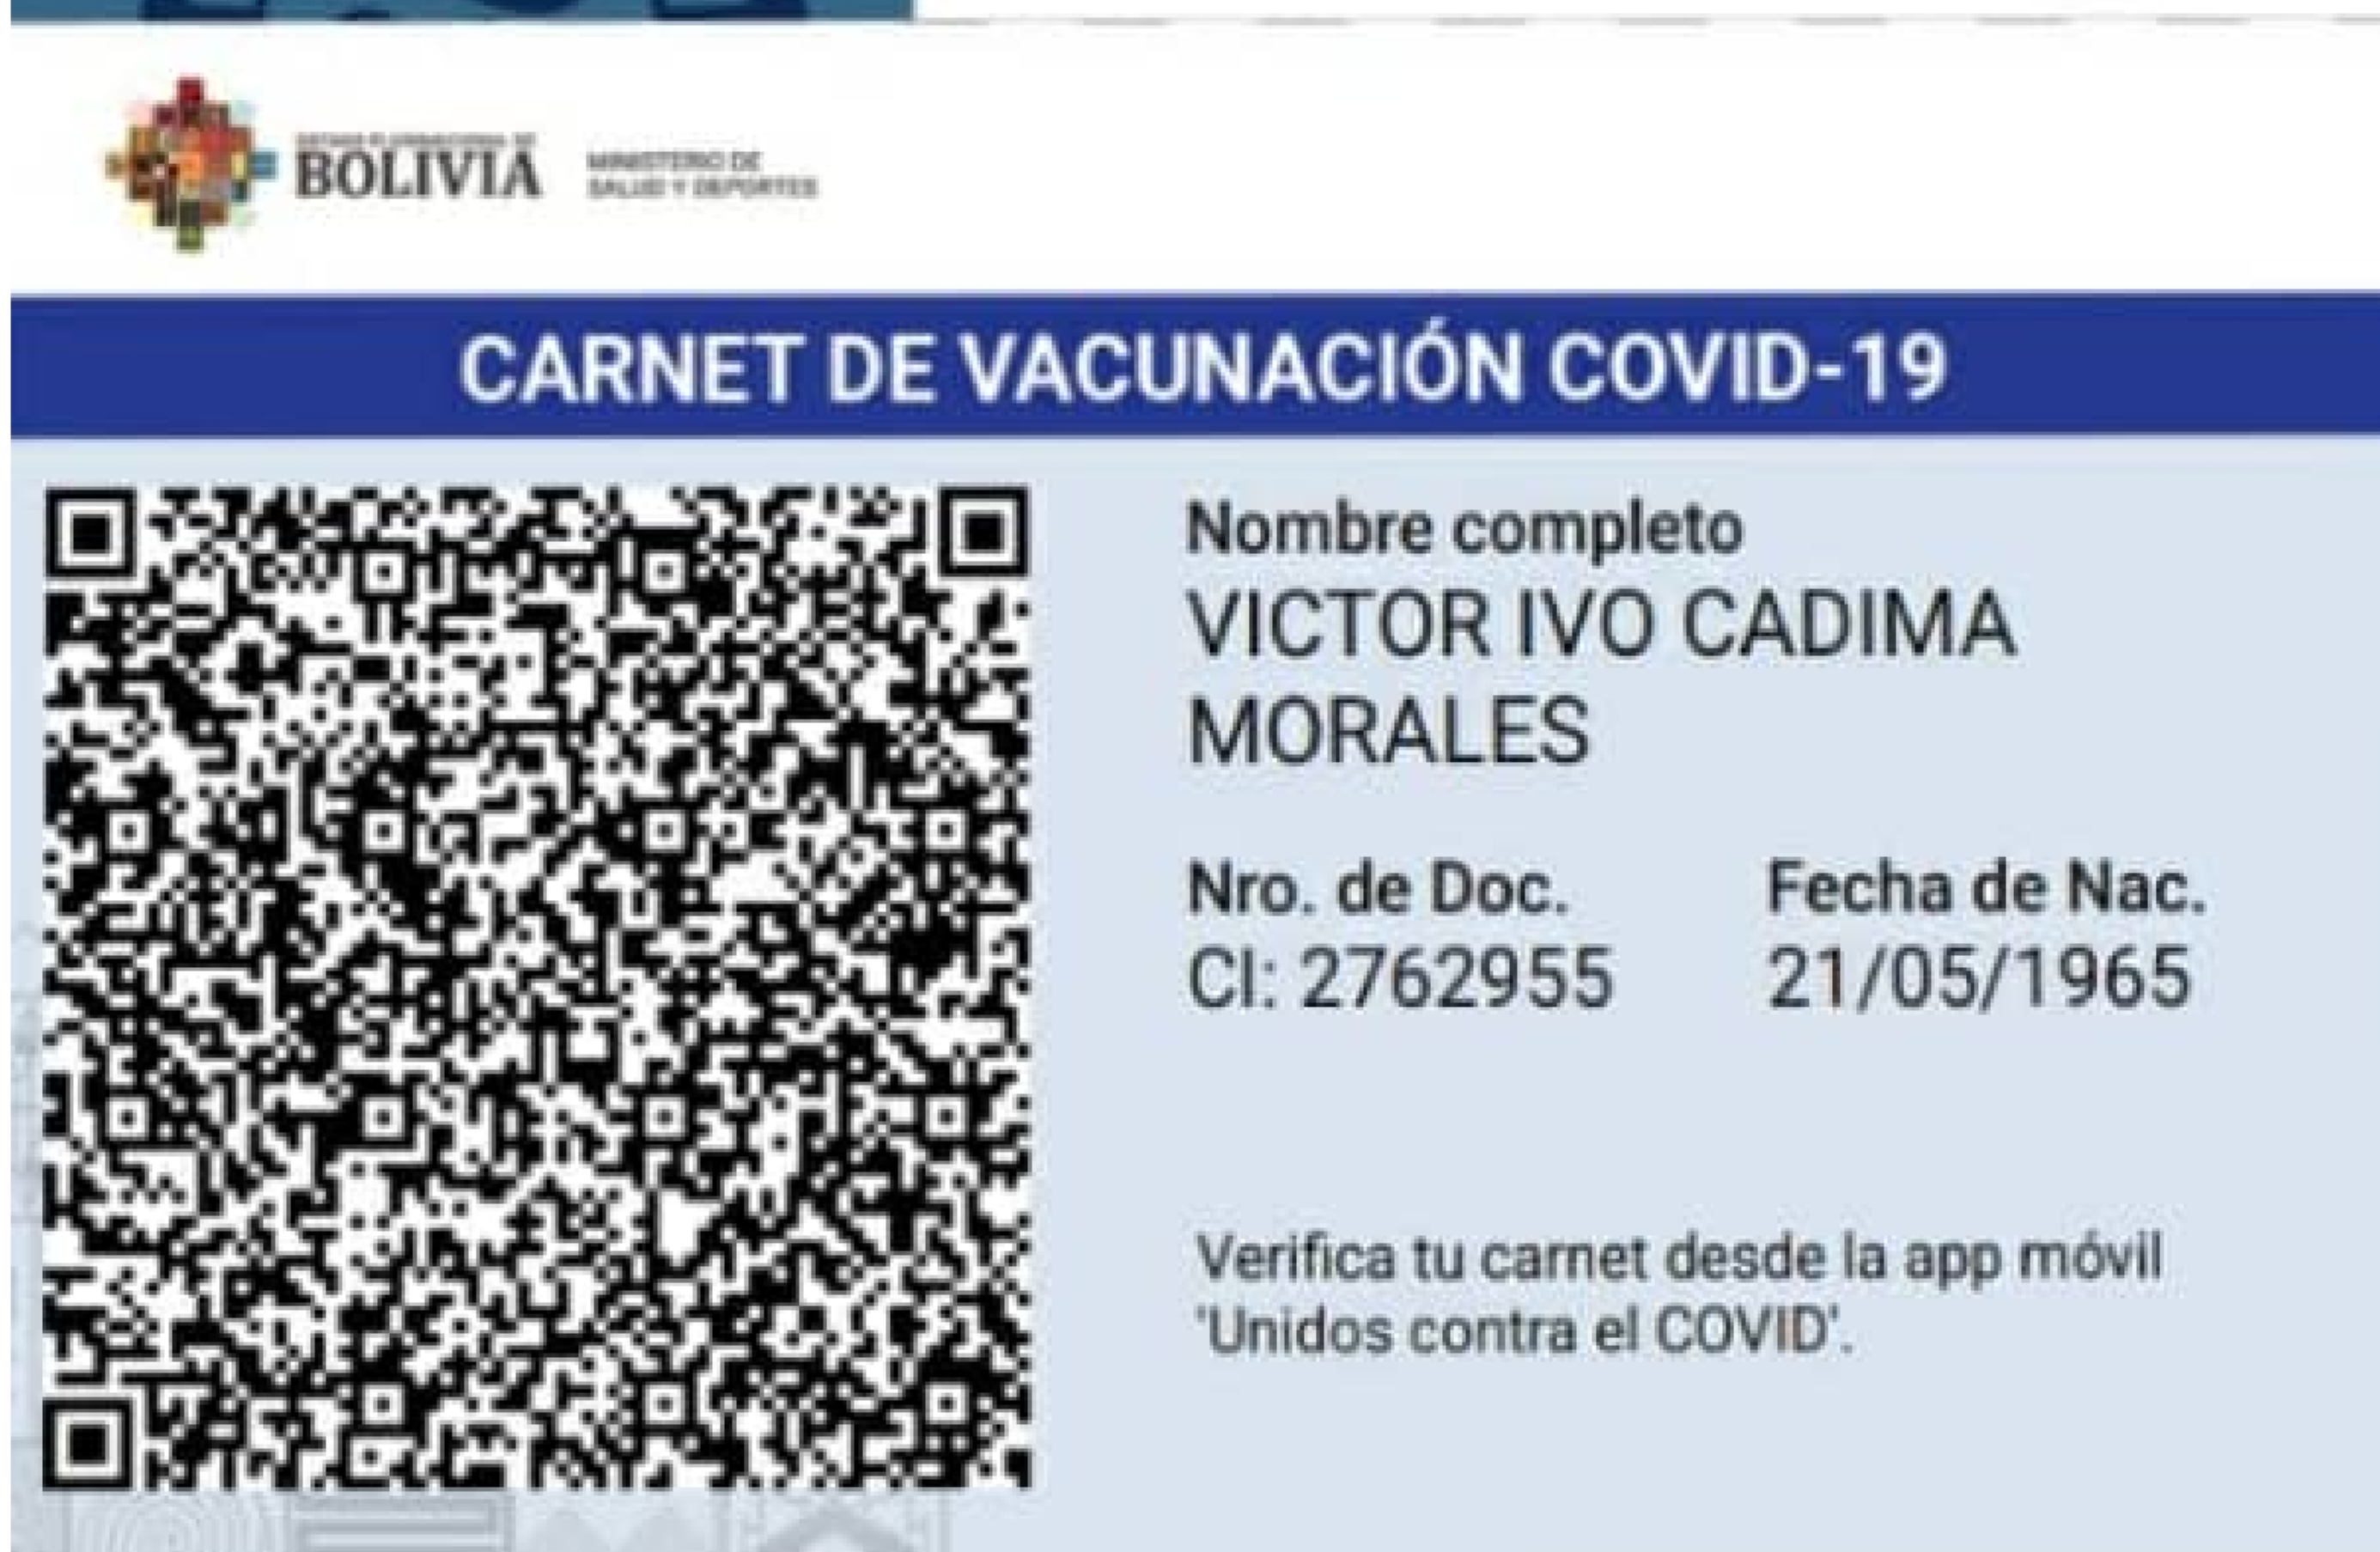 ESTADO PLURINACIONAL DE
BOLIVIA
MINISTERIO DE
SALUD Y DEPORTES
CARNET DE VACUNACIÓN COVID-19
Nombre completo
VICTOR IVO CADIMA
MORALES
Nro. de Doc.
Fecha de Nac.
CI: 2762955
21/05/1965
Verifica tu carnet desde la app móvil
'Unidos contra el COVID'.